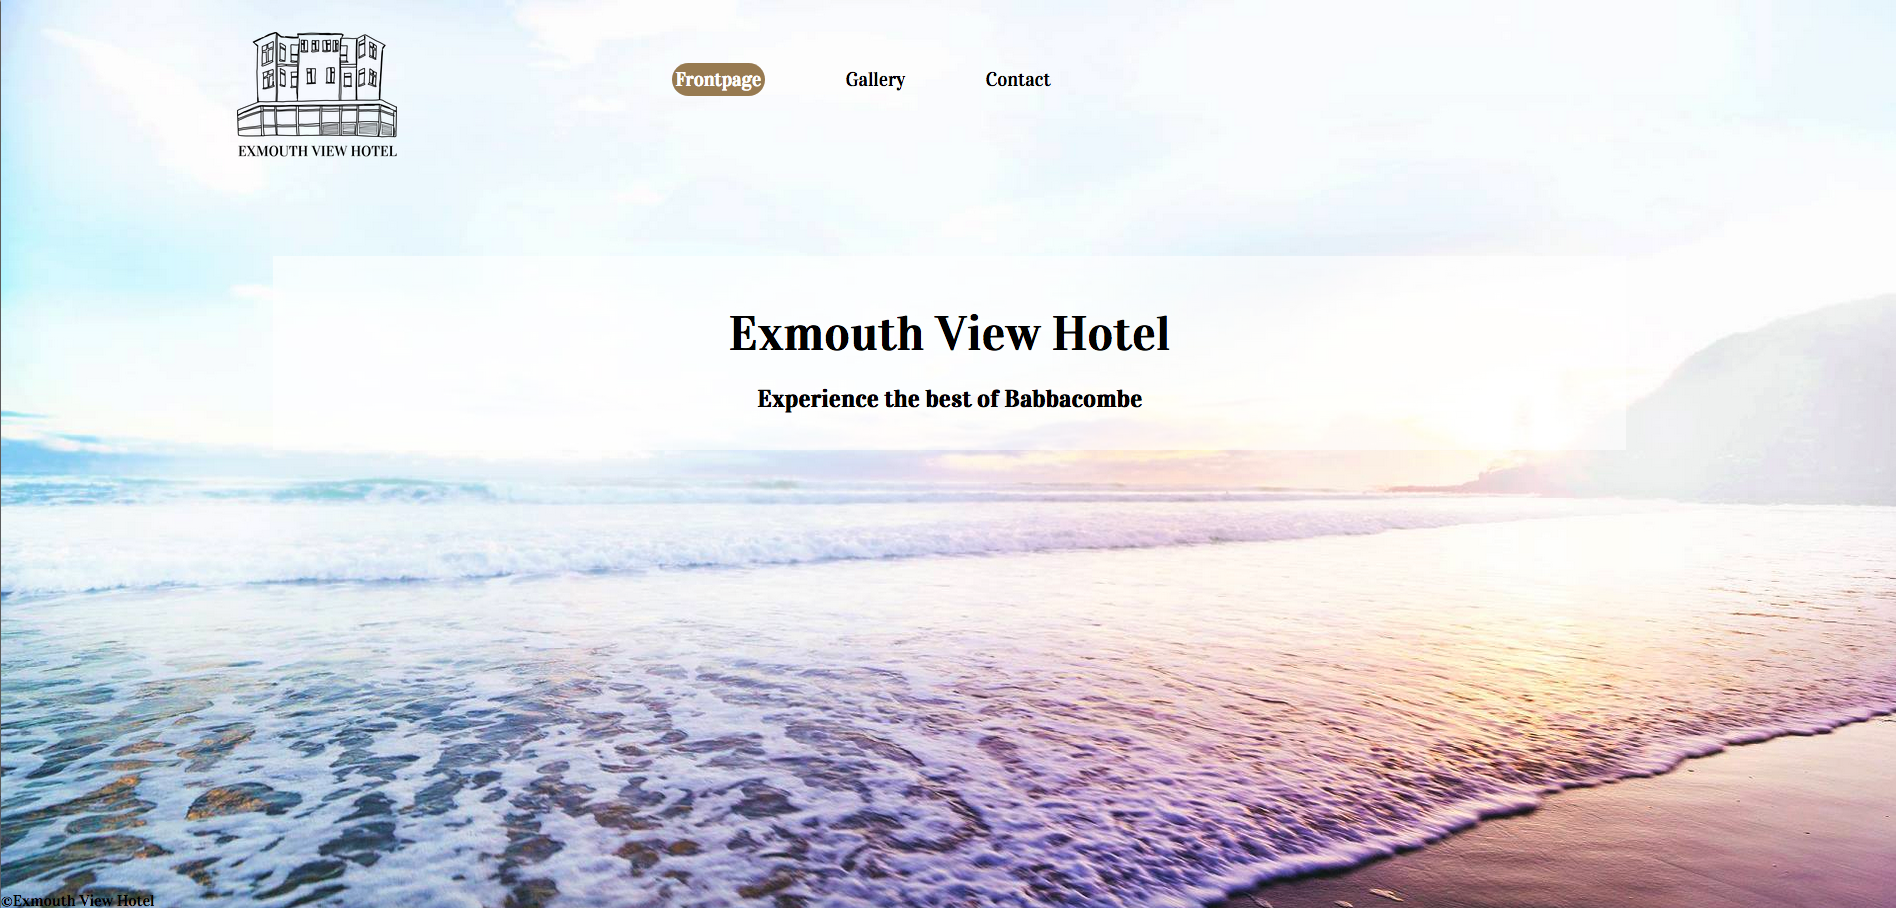 EXMOUTH VIEW HOTEL
Frontpage Gallery Contact
Exmouth View Hotel
Experience the best of Babbacombe
©Exmouth View Hotel